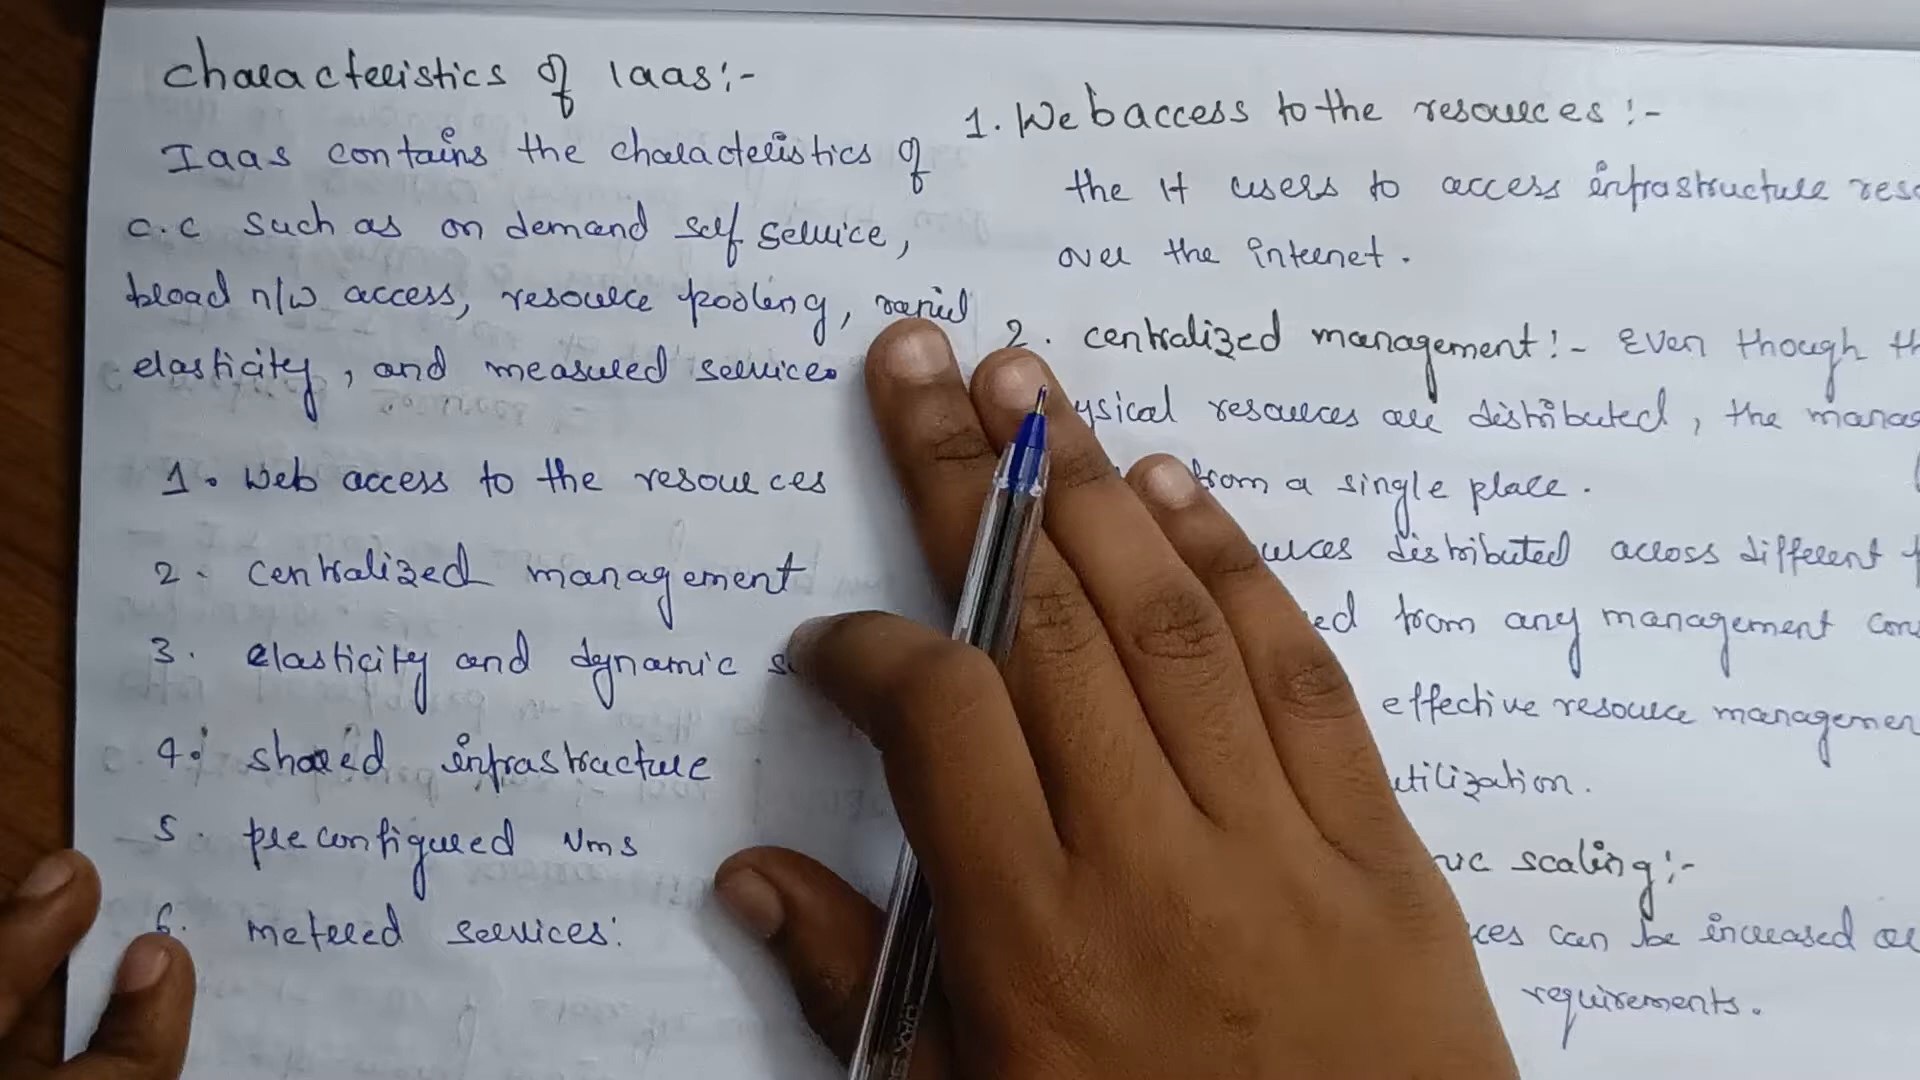 characteristics of Iaas:-
Iaas contains the characteristics of
c.c such as on demand self service,
broad n/w access, resource pooling, rapid
elasticity, and measured service.
1. Web access to the resources
2. centralized management
3. elasticity and dynamic
4. shared infrastructure
5. preconfigured Vms
6. metered services:
1. Web access to the resources:-
the It users to access infrastructure
over the internet.
2. centralized management:- Even though
resources are distributed, the
from a single place.
distributed across different
from any management
effective resource
utilization.
scaling:-
can be increased or
requirements.